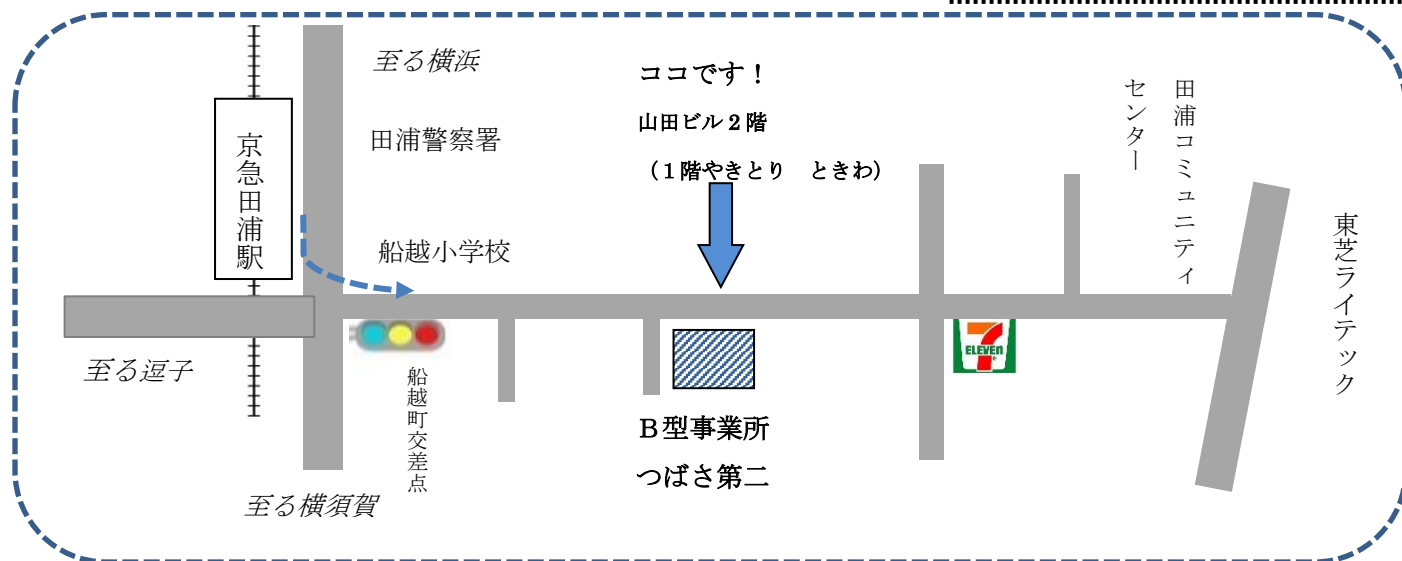 至る横浜
ココです！
山田ビル２階
（１階やきとり　ときわ）
田浦コミュニティ
センター
京急田浦駅
田浦警察署
船越小学校
東芝ライテック
至る逗子
船越町交差点
7
ELEVEN
Ｂ型事業所
つばさ第二
至る横須賀